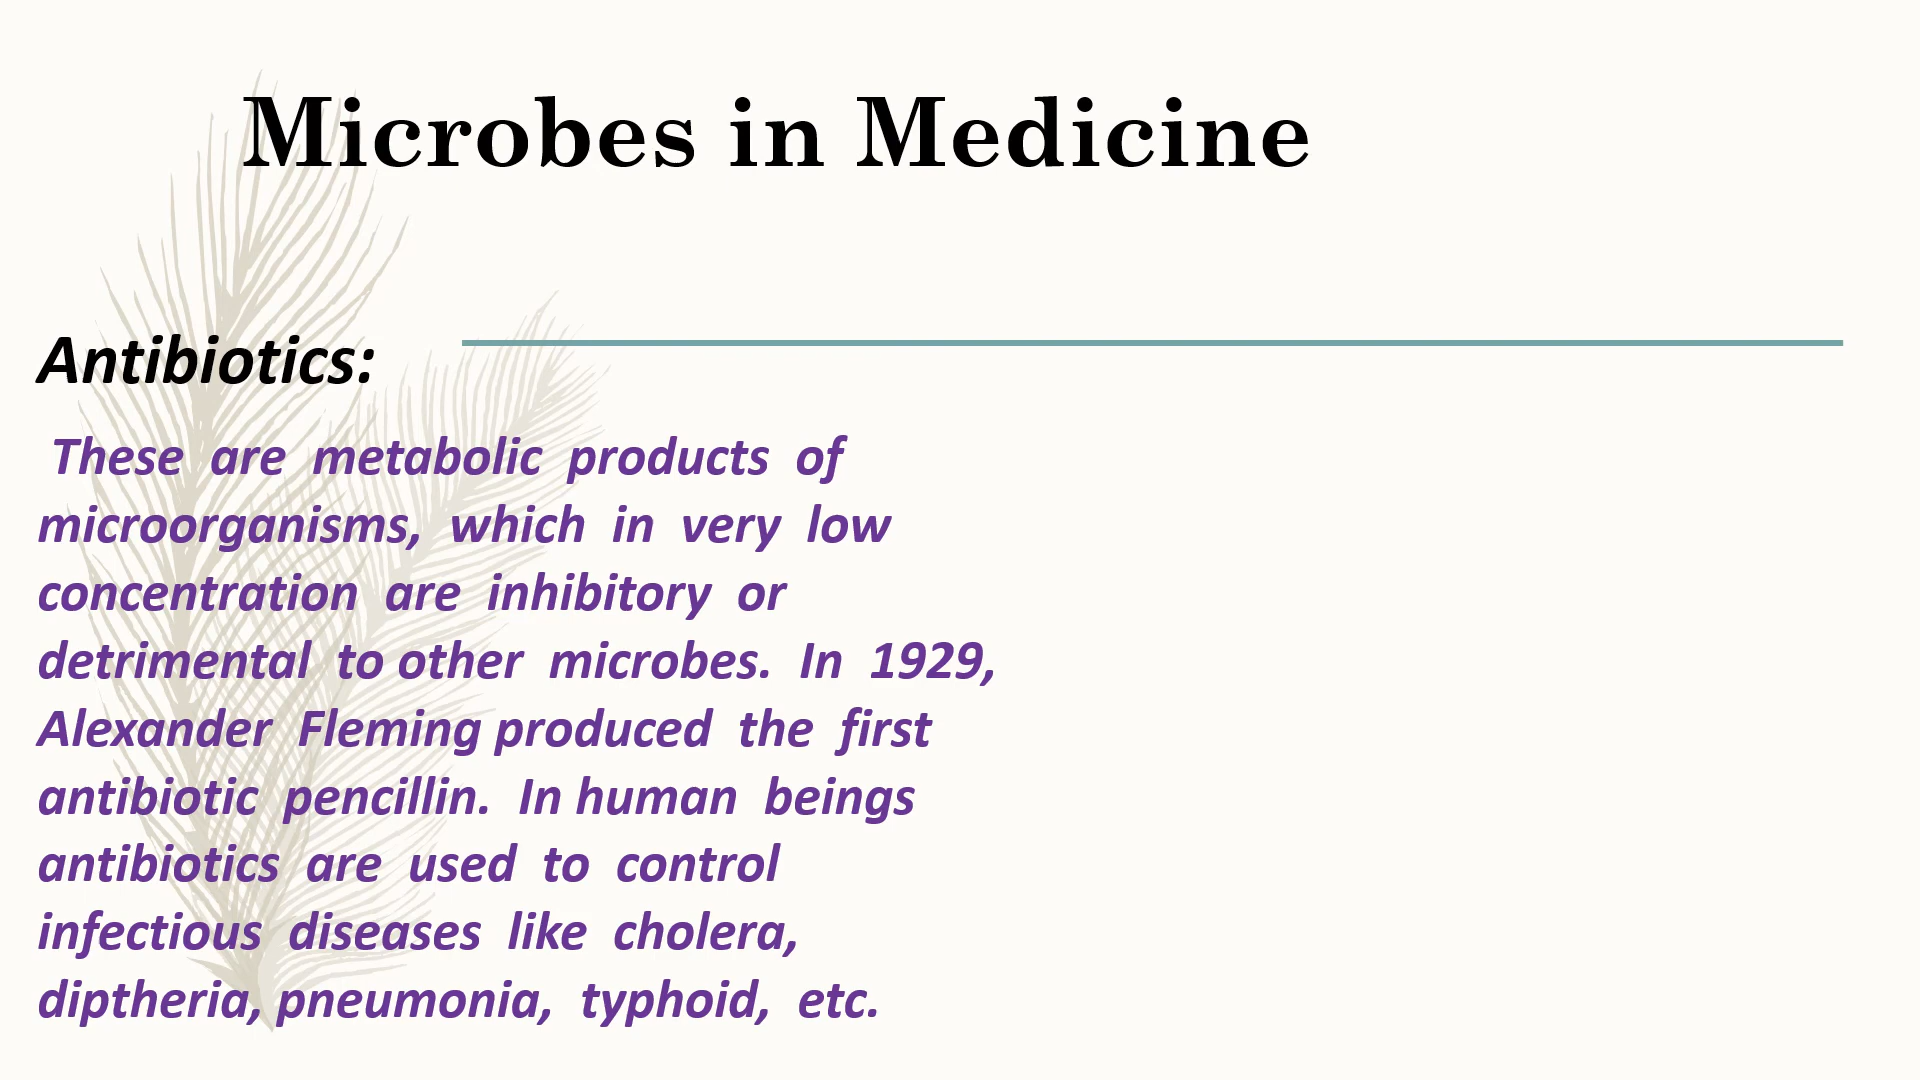 Microbes in Medicine
Antibiotics:
These are metabolic products of
microorganisms, which in very low
concentration are inhibitory or
detrimental to other microbes. In 1929,
Alexander Fleming produced the first
antibiotic pencillin. In human beings
antibiotics are used to control
infectious diseases like cholera,
diptheria, pneumonia, typhoid, etc.